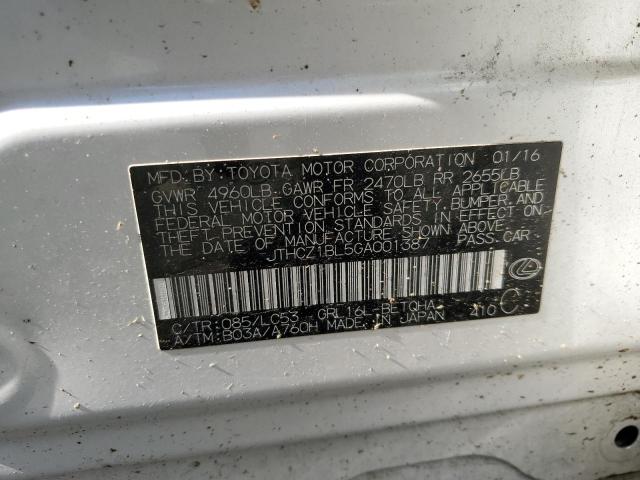 MFD. BY: TOYOTA MOTOR CORPORATION 01/16
GVWR 4960LB GAWR FR 2470LB RR 2655LB
THIS VEHICLE CONFORMS TO ALL APPLICABLE
FEDERAL MOTOR VEHICLE SAFETY, BUMPER, AND
THEFT PREVENTION STANDARDS IN EFFECT ON
THE DATE OF MANUFACTURE SHOWN ABOVE.
JTHCZ1BL5GA001387 PASS. CAR
C/TR: 085/LC53 GRL16L-BETQHA
A/TM: B03A/A760H MADE IN JAPAN 410 C